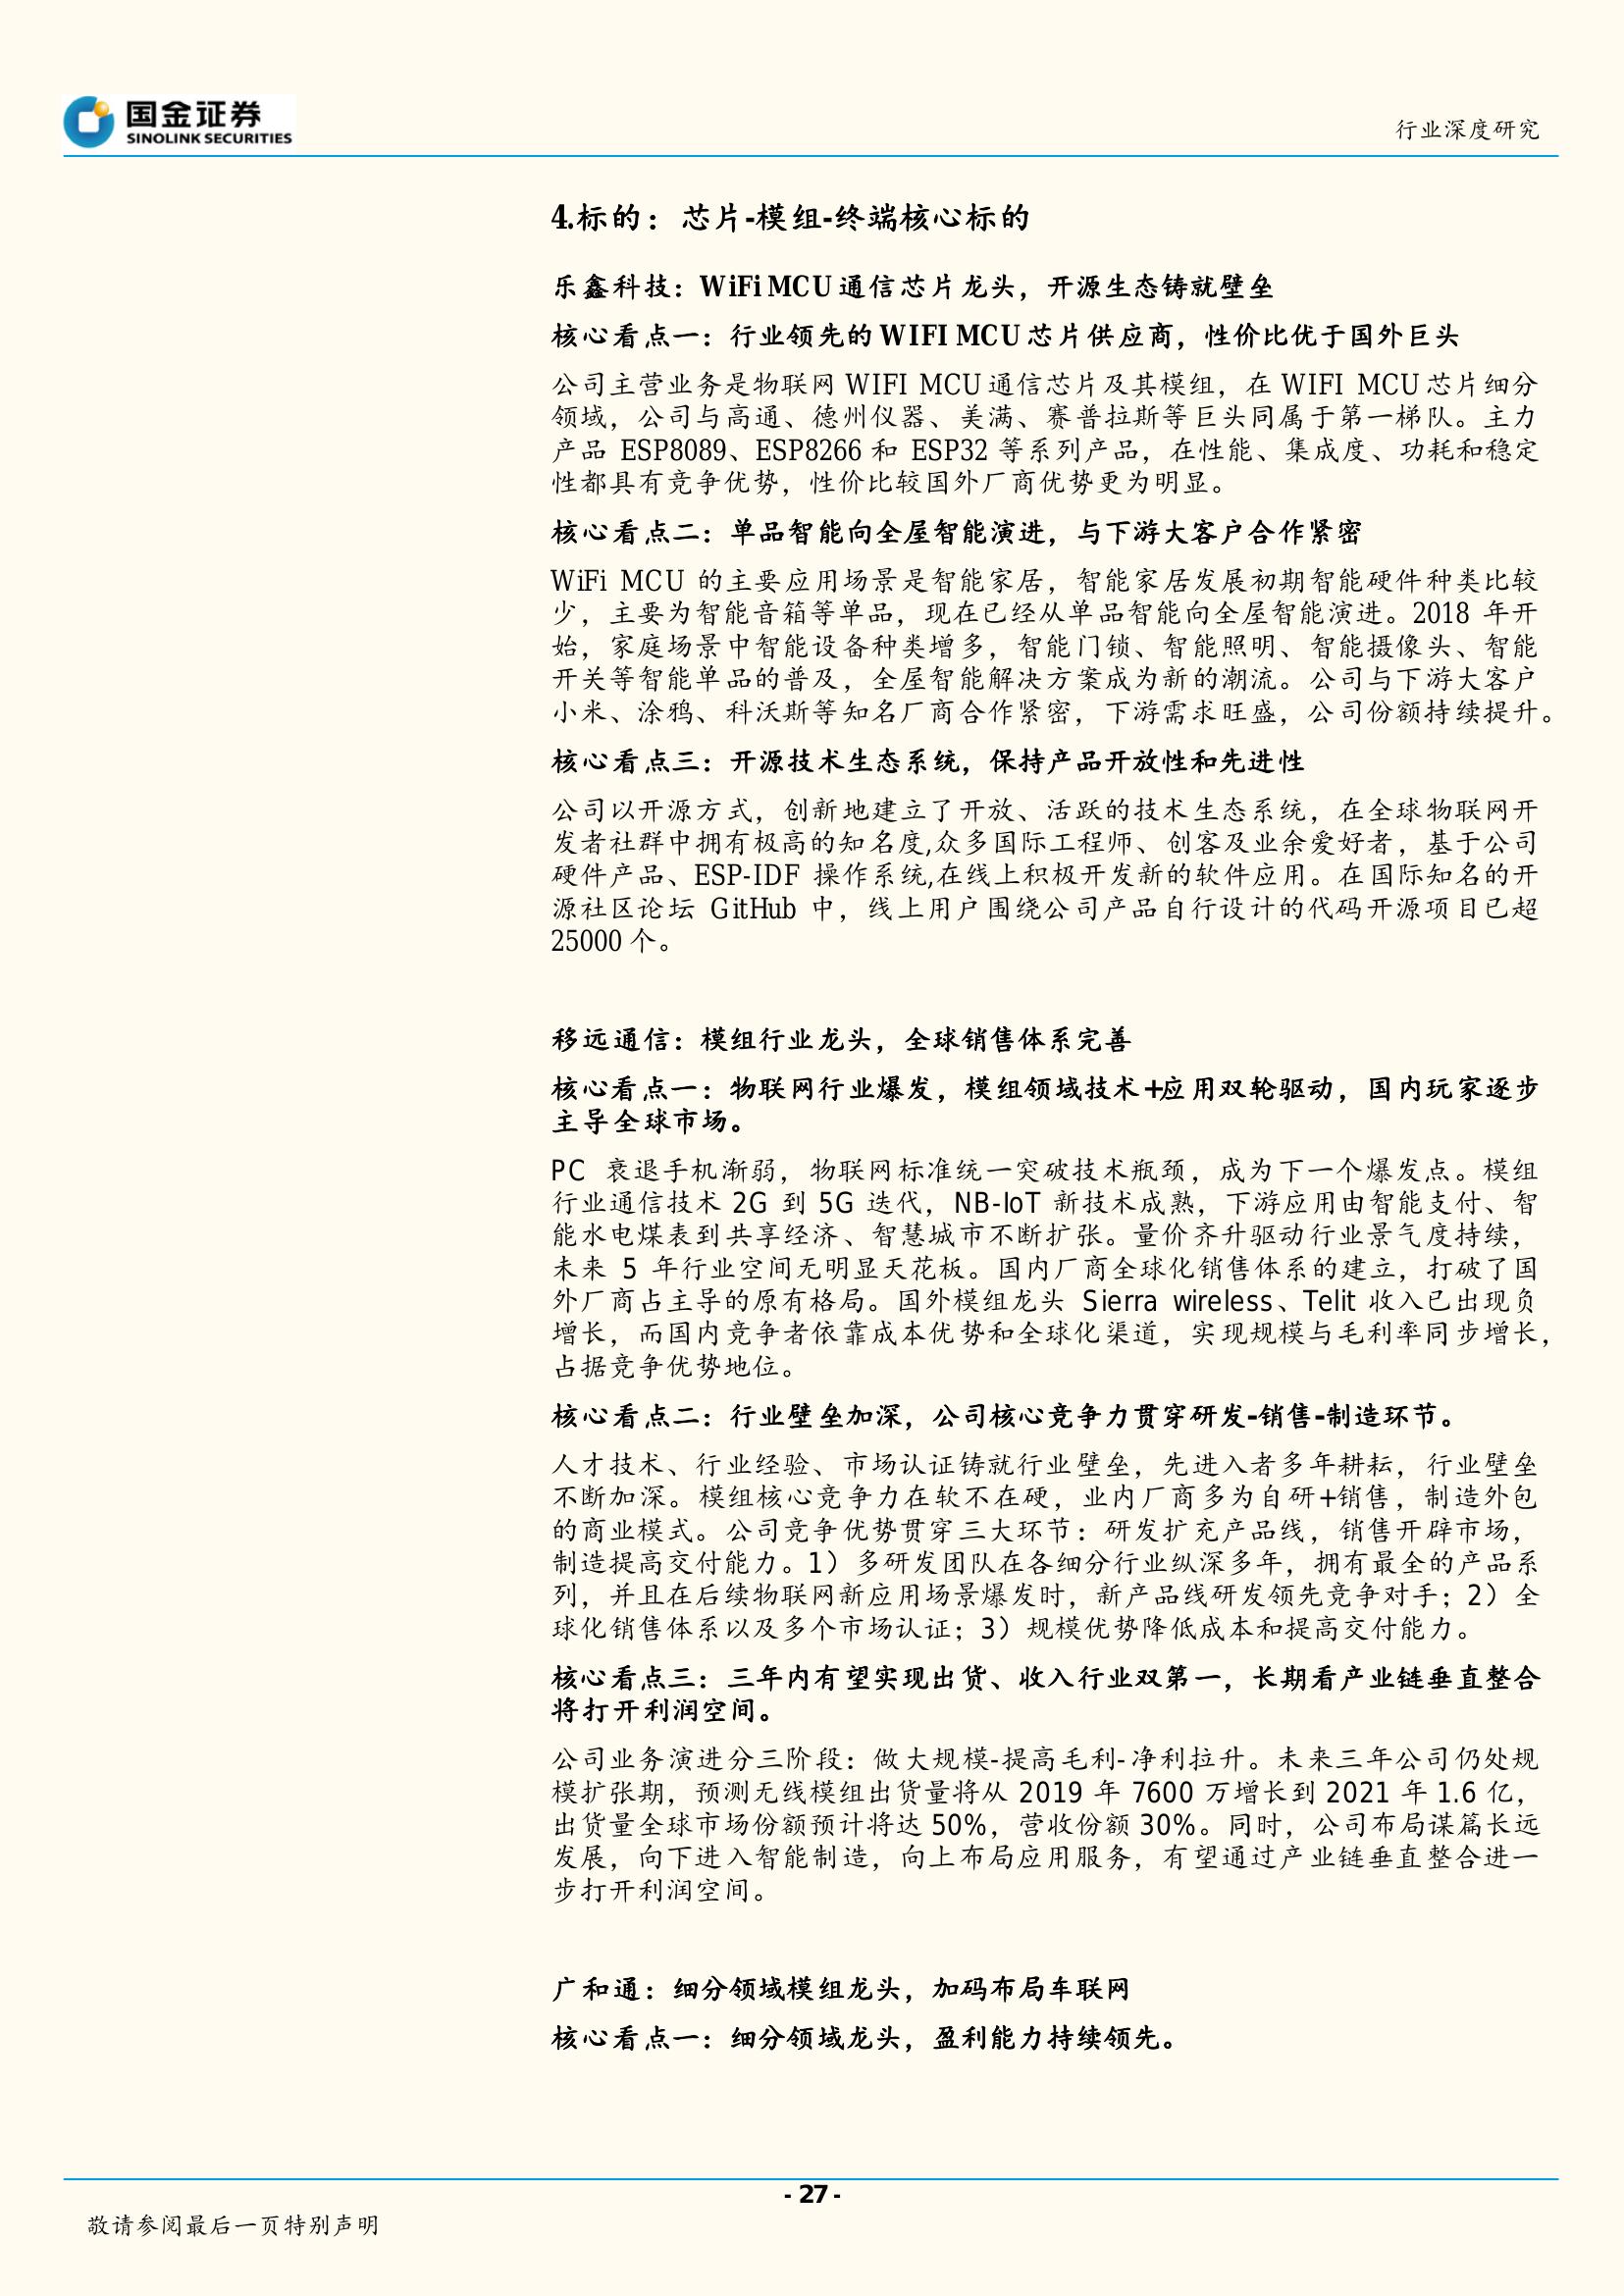 国金证券
SINOLINK SECURITIES
行业深度研究
4.标的：芯片-模组-终端核心标的
乐鑫科技：WiFi MCU 通信芯片龙头，开源生态铸就壁垒
核心看点一：行业领先的 WIFI MCU 芯片供应商，性价比优于国外巨头
公司主营业务是物联网 WIFI MCU 通信芯片及其模组，在 WIFI MCU 芯片细分
领域，公司与高通、德州仪器、美满、赛普拉斯等巨头同属于第一梯队。主力
产品 ESP8089、ESP8266 和 ESP32 等系列产品，在性能、集成度、功耗和稳定
性都具有竞争优势，性价比较国外厂商优势更为明显。
核心看点二：单品智能向全屋智能演进，与下游大客户合作紧密
WiFi MCU 的主要应用场景是智能家居，智能家居发展初期智能硬件种类比较
少，主要为智能音箱等单品，现在已经从单品智能向全屋智能演进。2018 年开
始，家庭场景中智能设备种类增多，智能门锁、智能照明、智能摄像头、智能
开关等智能单品的普及，全屋智能解决方案成为新的潮流。公司与下游大客户
小米、涂鸦、科沃斯等知名厂商合作紧密，下游需求旺盛，公司份额持续提升。
核心看点三：开源技术生态系统，保持产品开放性和先进性
公司以开源方式，创新地建立了开放、活跃的技术生态系统，在全球物联网开
发者社群中拥有极高的知名度,众多国际工程师、创客及业余爱好者，基于公司
硬件产品、ESP-IDF 操作系统,在线上积极开发新的软件应用。在国际知名的开
源社区论坛 GitHub 中，线上用户围绕公司产品自行设计的代码开源项目已超
25000 个。
移远通信：模组行业龙头，全球销售体系完善
核心看点一：物联网行业爆发，模组领域技术+应用双轮驱动，国内玩家逐步
主导全球市场。
PC 衰退手机渐弱，物联网标准统一突破技术瓶颈，成为下一个爆发点。模组
行业通信技术 2G 到 5G 迭代，NB-IoT 新技术成熟，下游应用由智能支付、智
能水电煤表到共享经济、智慧城市不断扩张。量价齐升驱动行业景气度持续，
未来 5 年行业空间无明显天花板。国内厂商全球化销售体系的建立，打破了国
外厂商占主导的原有格局。国外模组龙头 Sierra wireless、Telit 收入已出现负
增长，而国内竞争者依靠成本优势和全球化渠道，实现规模与毛利率同步增长，
占据竞争优势地位。
核心看点二：行业壁垒加深，公司核心竞争力贯穿研发-销售-制造环节。
人才技术、行业经验、市场认证铸就行业壁垒，先进入者多年耕耘，行业壁垒
不断加深。模组核心竞争力在软不在硬，业内厂商多为自研+销售，制造外包
的商业模式。公司竞争优势贯穿三大环节：研发扩充产品线，销售开辟市场，
制造提高交付能力。1）多研发团队在各细分行业纵深多年，拥有最全的产品系
列，并且在后续物联网新应用场景爆发时，新产品线研发领先竞争对手；2）全
球化销售体系以及多个市场认证；3）规模优势降低成本和提高交付能力。
核心看点三：三年内有望实现出货、收入行业双第一，长期看产业链垂直整合
将打开利润空间。
公司业务演进分三阶段：做大规模-提高毛利-净利拉升。未来三年公司仍处规
模扩张期，预测无线模组出货量将从 2019 年 7600 万增长到 2021 年 1.6 亿，
出货量全球市场份额预计将达 50%，营收份额 30%。同时，公司布局谋篇长远
发展，向下进入智能制造，向上布局应用服务，有望通过产业链垂直整合进一
步打开利润空间。
广和通：细分领域模组龙头，加码布局车联网
核心看点一：细分领域龙头，盈利能力持续领先。
- 27 -
敬请参阅最后一页特别声明